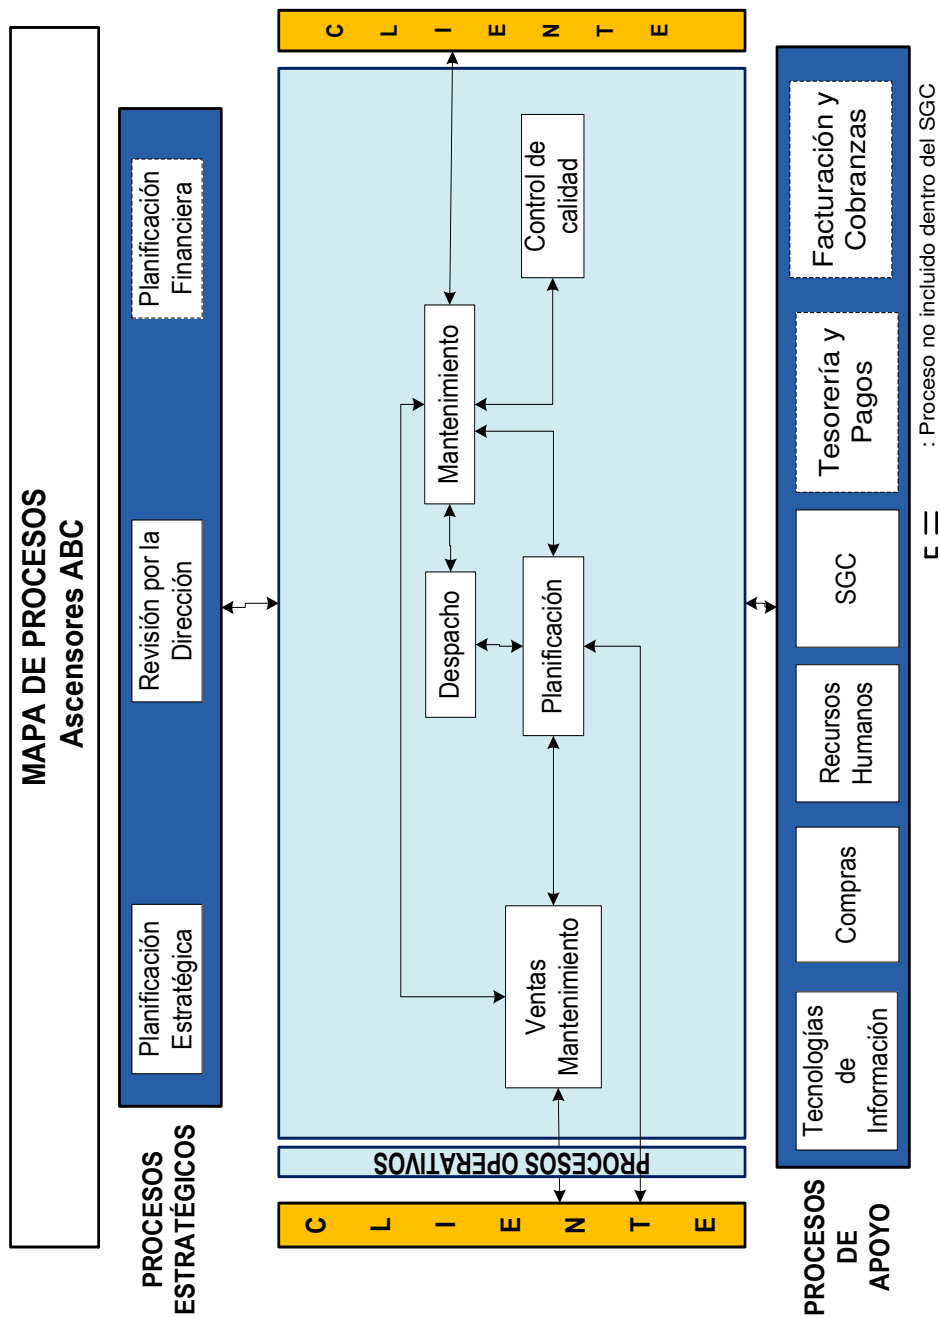 MAPA DE PROCESOS
Ascensores ABC
PROCESOS
ESTRATÉGICOS
Planificación
Estratégica
Revisión por la
Dirección
Planificación
Financiera
C
L
I
E
N
T
E
PROCESOS OPERATIVOS
Ventas
Mantenimiento
Despacho
Planificación
Mantenimiento
Control de
calidad
C
L
I
E
N
T
E
PROCESOS
DE
APOYO
Tecnologías
de
Información
Compras
Recursos
Humanos
SGC
Tesorería y
Pagos
Facturación y
Cobranzas
: Proceso no incluido dentro del SGC